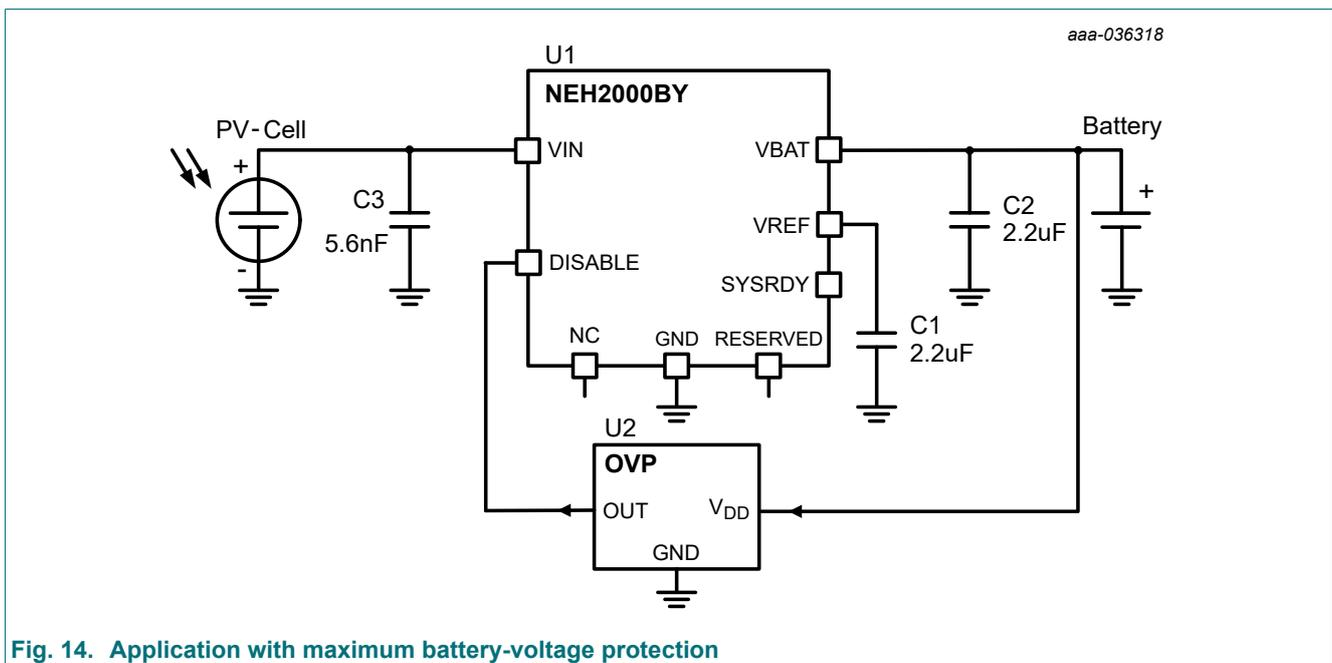 aaa-036318
U1
NEH2000BY
PV-Cell
Battery
VIN
VBAT
+
+
C3
5.6nF
C2
2.2uF
VREF
-
DISABLE
SYSRDY
C1
2.2uF
NC
GND
RESERVED
U2
OVP
OUT
VDD
GND
Fig. 14. Application with maximum battery-voltage protection